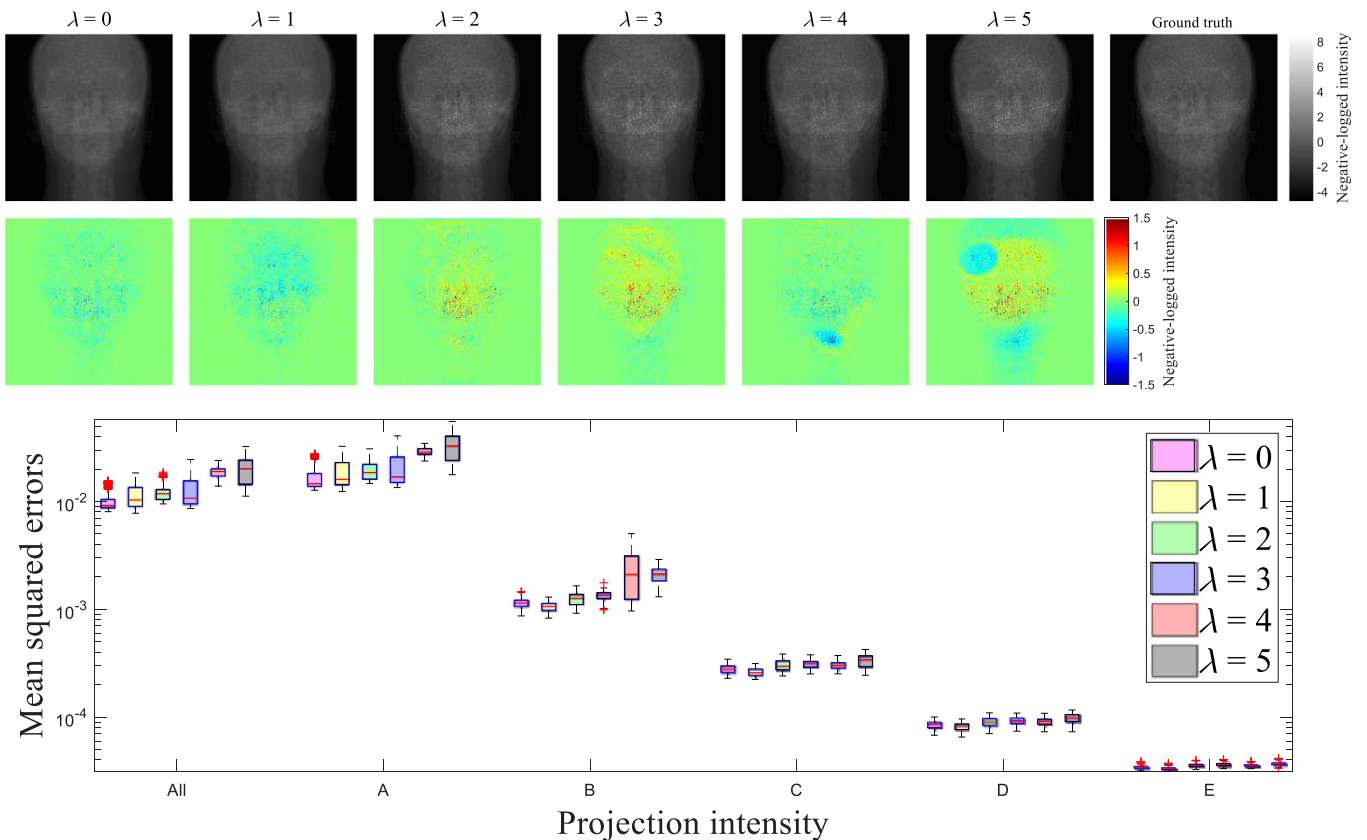 λ = 0
λ = 1
λ = 2
λ = 3
λ = 4
λ = 5
Ground truth
8
6
4
2
0
-2
-4
Negative-logged intensity
1.5
1
0.5
0
-0.5
-1
-1.5
Negative-logged intensity
Mean squared errors
10-2
10-3
10-4
λ = 0
λ = 1
λ = 2
λ = 3
λ = 4
λ = 5
All
A
B
C
D
E
Projection intensity